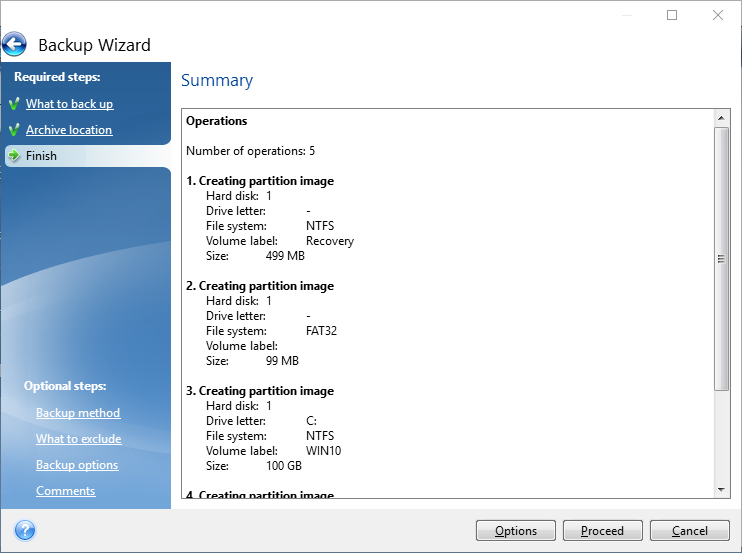 Backup Wizard
Required steps:
What to back up
Archive location
Finish
Optional steps:
Backup method
What to exclude
Backup options
Comments
Summary
Operations
Number of operations: 5
1. Creating partition image
Hard disk: 1
Drive letter: -
File system: NTFS
Volume label: Recovery
Size: 499 MB
2. Creating partition image
Hard disk: 1
Drive letter: -
File system: FAT32
Volume label:
Size: 99 MB
3. Creating partition image
Hard disk: 1
Drive letter: C:
File system: NTFS
Volume label: WIN10
Size: 100 GB
4. Creating partition image
?
Options
Proceed
Cancel